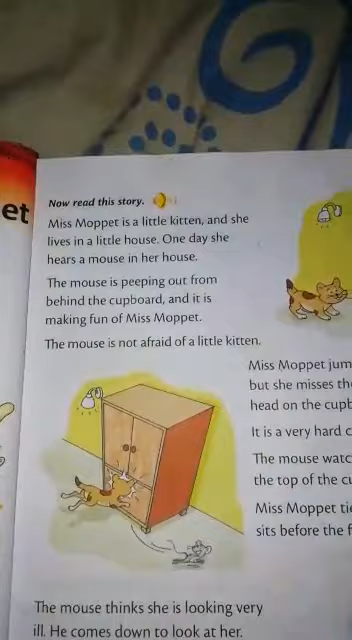 et
Now read this story.
Miss Moppet is a little kitten, and she
lives in a little house. One day she
hears a mouse in her house.
The mouse is peeping out from
behind the cupboard, and it is
making fun of Miss Moppet.
The mouse is not afraid of a little kitten.
Miss Moppet jum
but she misses th
head on the cupb
It is a very hard c
The mouse watc
the top of the cu
Miss Moppet tie
sits before the f
The mouse thinks she is looking very
ill. He comes down to look at her.